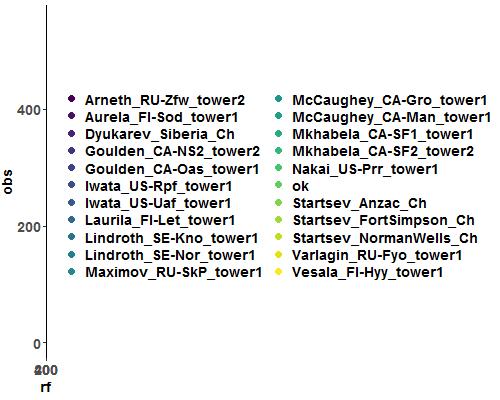 400
200
0
obs
Arneth_RU-Zfw_tower2
Aurela_FI-Sod_tower1
Dyukarev_Siberia_Ch
Goulden_CA-NS2_tower2
Goulden_CA-Oas_tower1
Iwata_US-Rpf_tower1
Iwata_US-Uaf_tower1
Laurila_FI-Let_tower1
Lindroth_SE-Kno_tower1
Lindroth_SE-Nor_tower1
Maximov_RU-SkP_tower1
McCaughey_CA-Gro_tower1
McCaughey_CA-Man_tower1
Mkhabela_CA-SF1_tower1
Mkhabela_CA-SF2_tower2
Nakai_US-Prr_tower1
ok
Startsev_Anzac_Ch
Startsev_FortSimpson_Ch
Startsev_NormanWells_Ch
Varlagin_RU-Fyo_tower1
Vesala_FI-Hyy_tower1
rf